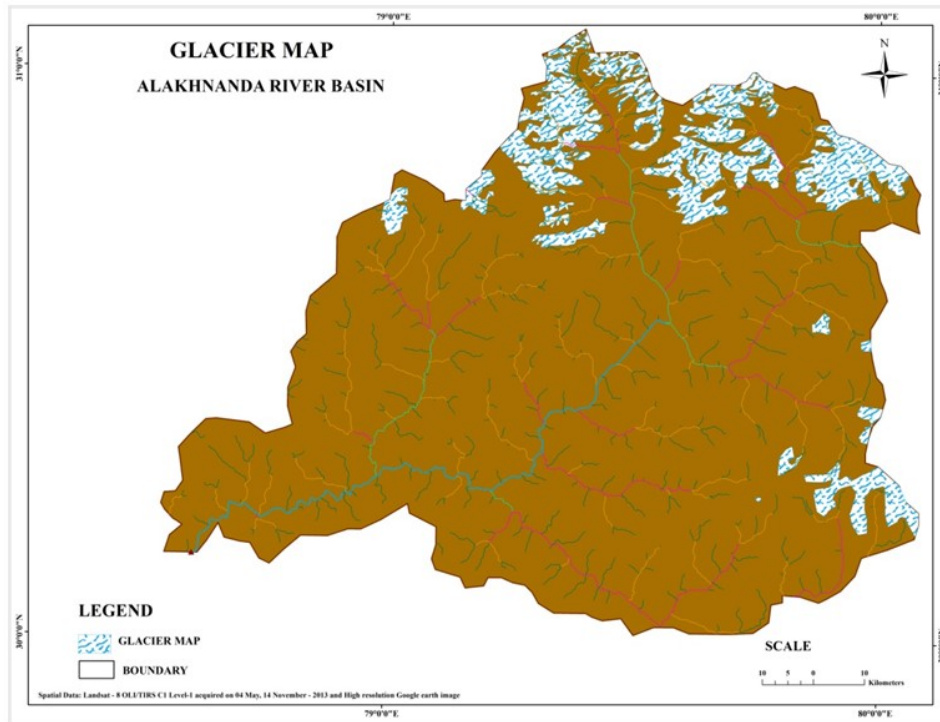 79°0'0"E
80°0'0"E
GLACIER MAP
ALAKHNANDA RIVER BASIN
N
31°0'0"N
30°0'0"N
LEGEND
GLACIER MAP
BOUNDARY
SCALE
10 5 0 10
Kilometers
Spatial Data: Landsat - 8 OLI/TIRS C1 Level-1 acquired on 04 May, 14 November - 2013 and High resolution Google earth image
79°0'0"E
80°0'0"E